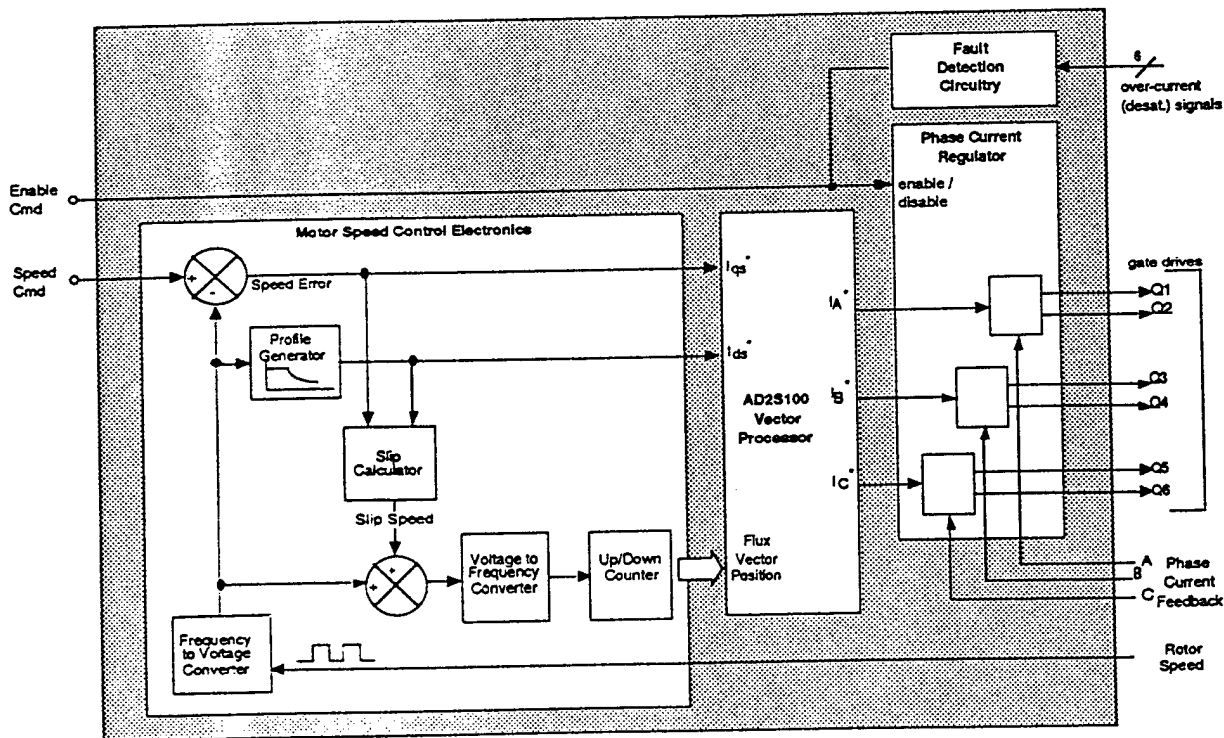 Fault
Detection
Circuitry
6
over-current
(desat.) signals
Phase Current
Regulator
Enable
Cmd
enable /
disable
Motor Speed Control Electronics
Speed
Cmd
+
-
Speed Error
Iqs*
gate drives
Q1
Q2
IA*
Profile
Generator
Ids*
Q3
Q4
IB*
AD2S100
Vector
Processor
Slip
Calculator
Q5
Q6
IC*
Slip Speed
Flux
Vector
Position
Voltage to
Frequency
Converter
Up/Down
Counter
+
+
A Phase
B Current
C Feedback
Frequency
to Voltage
Converter
Rotor
Speed